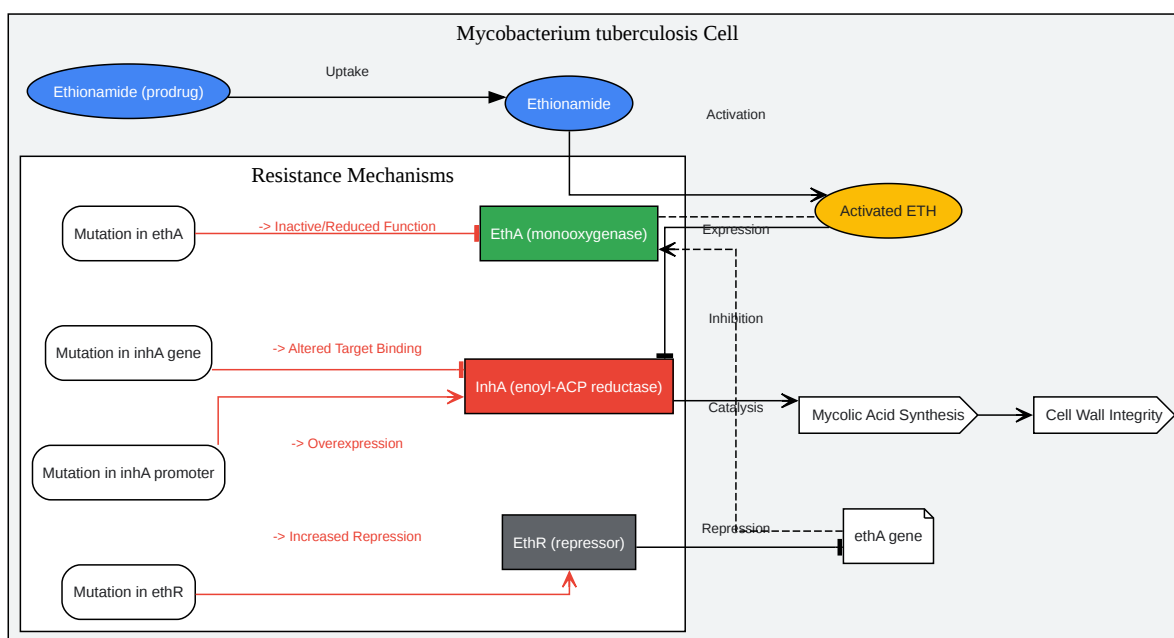 Mycobacterium tuberculosis Cell
Uptake
Ethionamide (prodrug)
Ethionamide
Activation
Resistance Mechanisms
Mutation in ethA
-> Inactive/Reduced Function
EthA (monooxygenase)
Activated ETH
Expression
Inhibition
Mutation in inhA gene
-> Altered Target Binding
InhA (enoyl-ACP reductase)
Catalysis
Mycolic Acid Synthesis
Cell Wall Integrity
-> Overexpression
Mutation in inhA promoter
-> Increased Repression
EthR (repressor)
Repression
ethA gene
Mutation in ethR